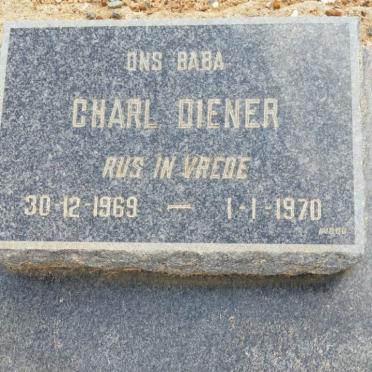 ONS BABA
CHARL DIENER
RUS IN VREDE
30-12-1969 — 1-1-1970